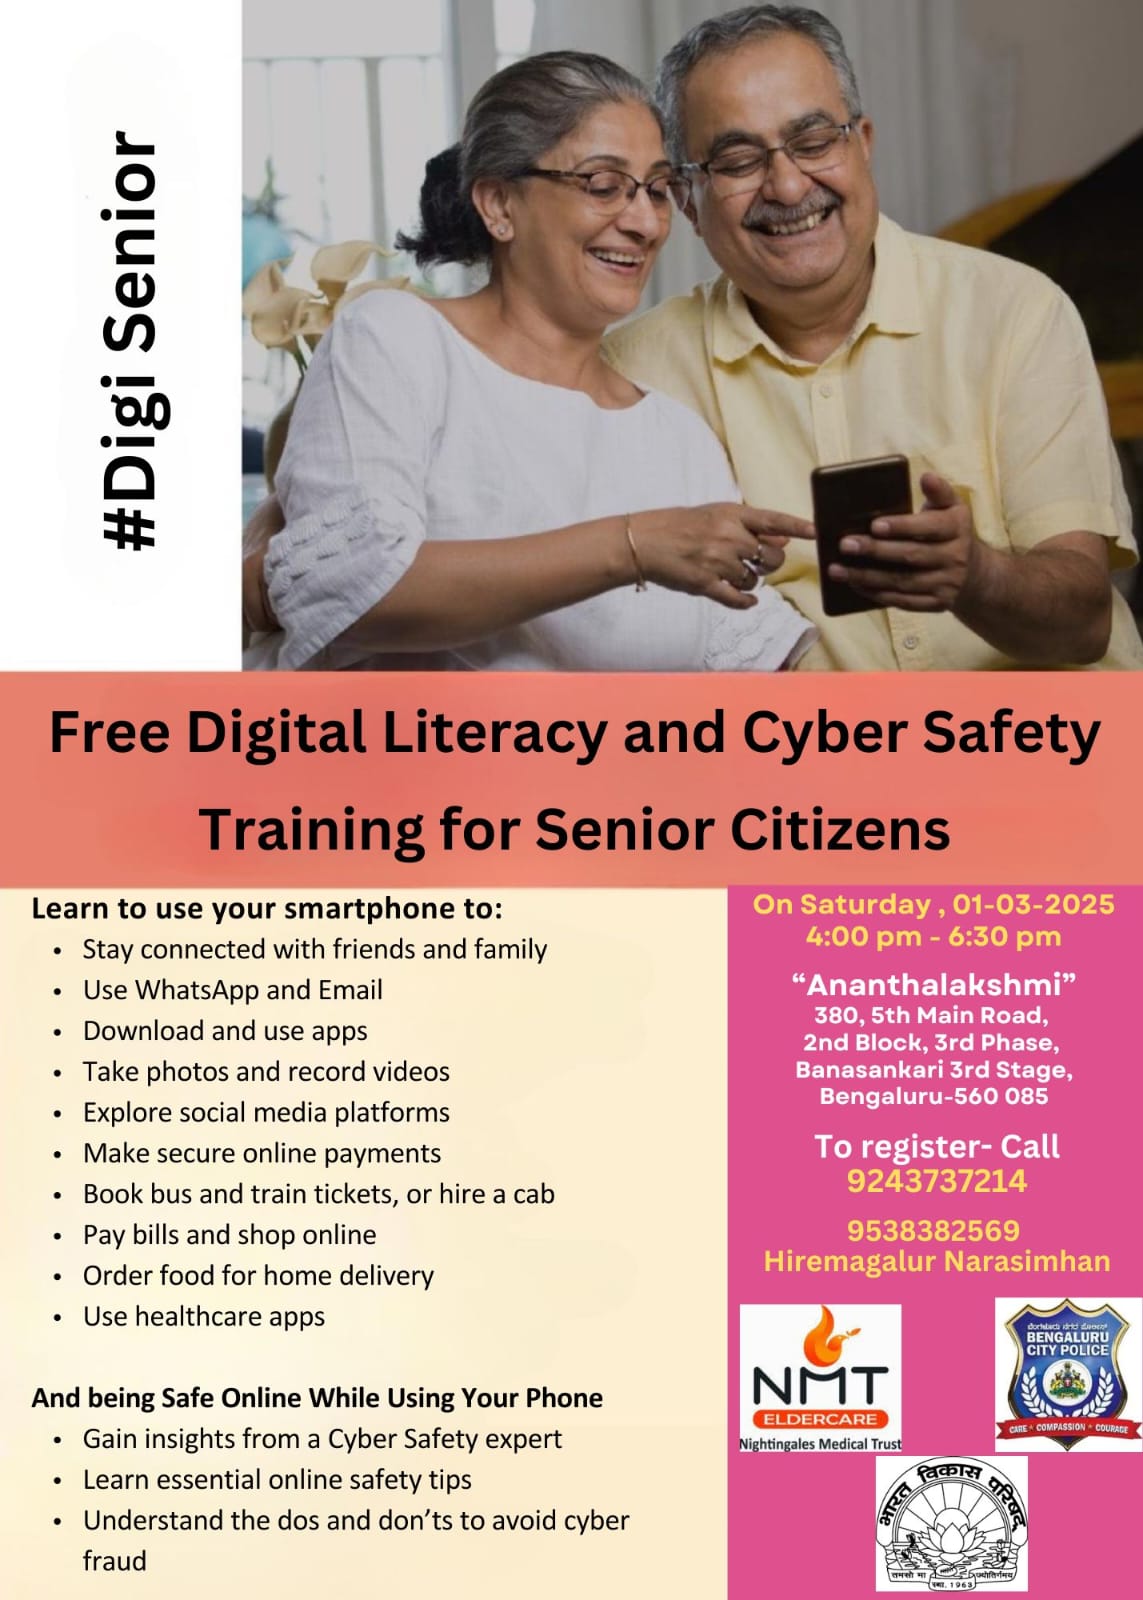 #Digi Senior
Free Digital Literacy and Cyber Safety
Training for Senior Citizens
Learn to use your smartphone to:
• Stay connected with friends and family
• Use WhatsApp and Email
• Download and use apps
• Take photos and record videos
• Explore social media platforms
• Make secure online payments
• Book bus and train tickets, or hire a cab
• Pay bills and shop online
• Order food for home delivery
• Use healthcare apps
And being Safe Online While Using Your Phone
• Gain insights from a Cyber Safety expert
• Learn essential online safety tips
• Understand the dos and don’ts to avoid cyber
fraud
On Saturday , 01-03-2025
4:00 pm - 6:30 pm
“Ananthalakshmi”
380, 5th Main Road,
2nd Block, 3rd Phase,
Banasankari 3rd Stage,
Bengaluru-560 085
To register- Call
9243737214
9538382569
Hiremagalur Narasimhan
NMT
ELDERCARE
Nightingales Medical Trust
ಬೆಂಗಳೂರು ನಗರ ಪೊಲೀಸ್
BENGALURU
CITY POLICE
CARE * COMPASSION * COURAGE
भारत विकास परिषद्
तमसो मा ज्योतिर्गमय
स्था. 1963